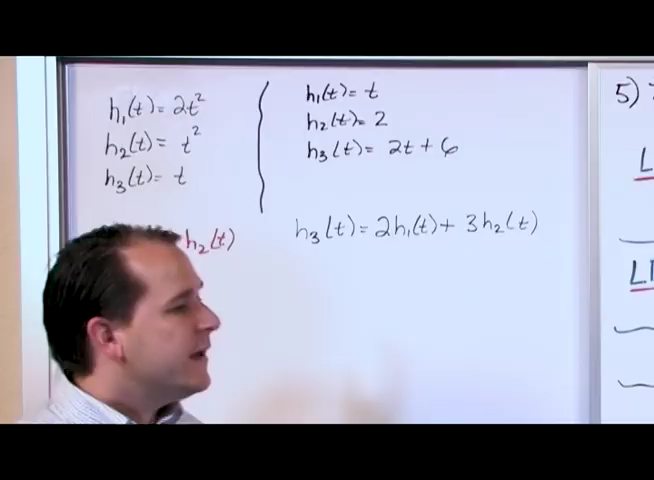 h₁(t)= 2t²
h₂(t)= t²
h₃(t)= t
h₂(t)
h₁(t)= t
h₂(t)= 2
h₃(t)= 2t + 6
h₃(t)= 2h₁(t)+ 3h₂(t)
5)
L